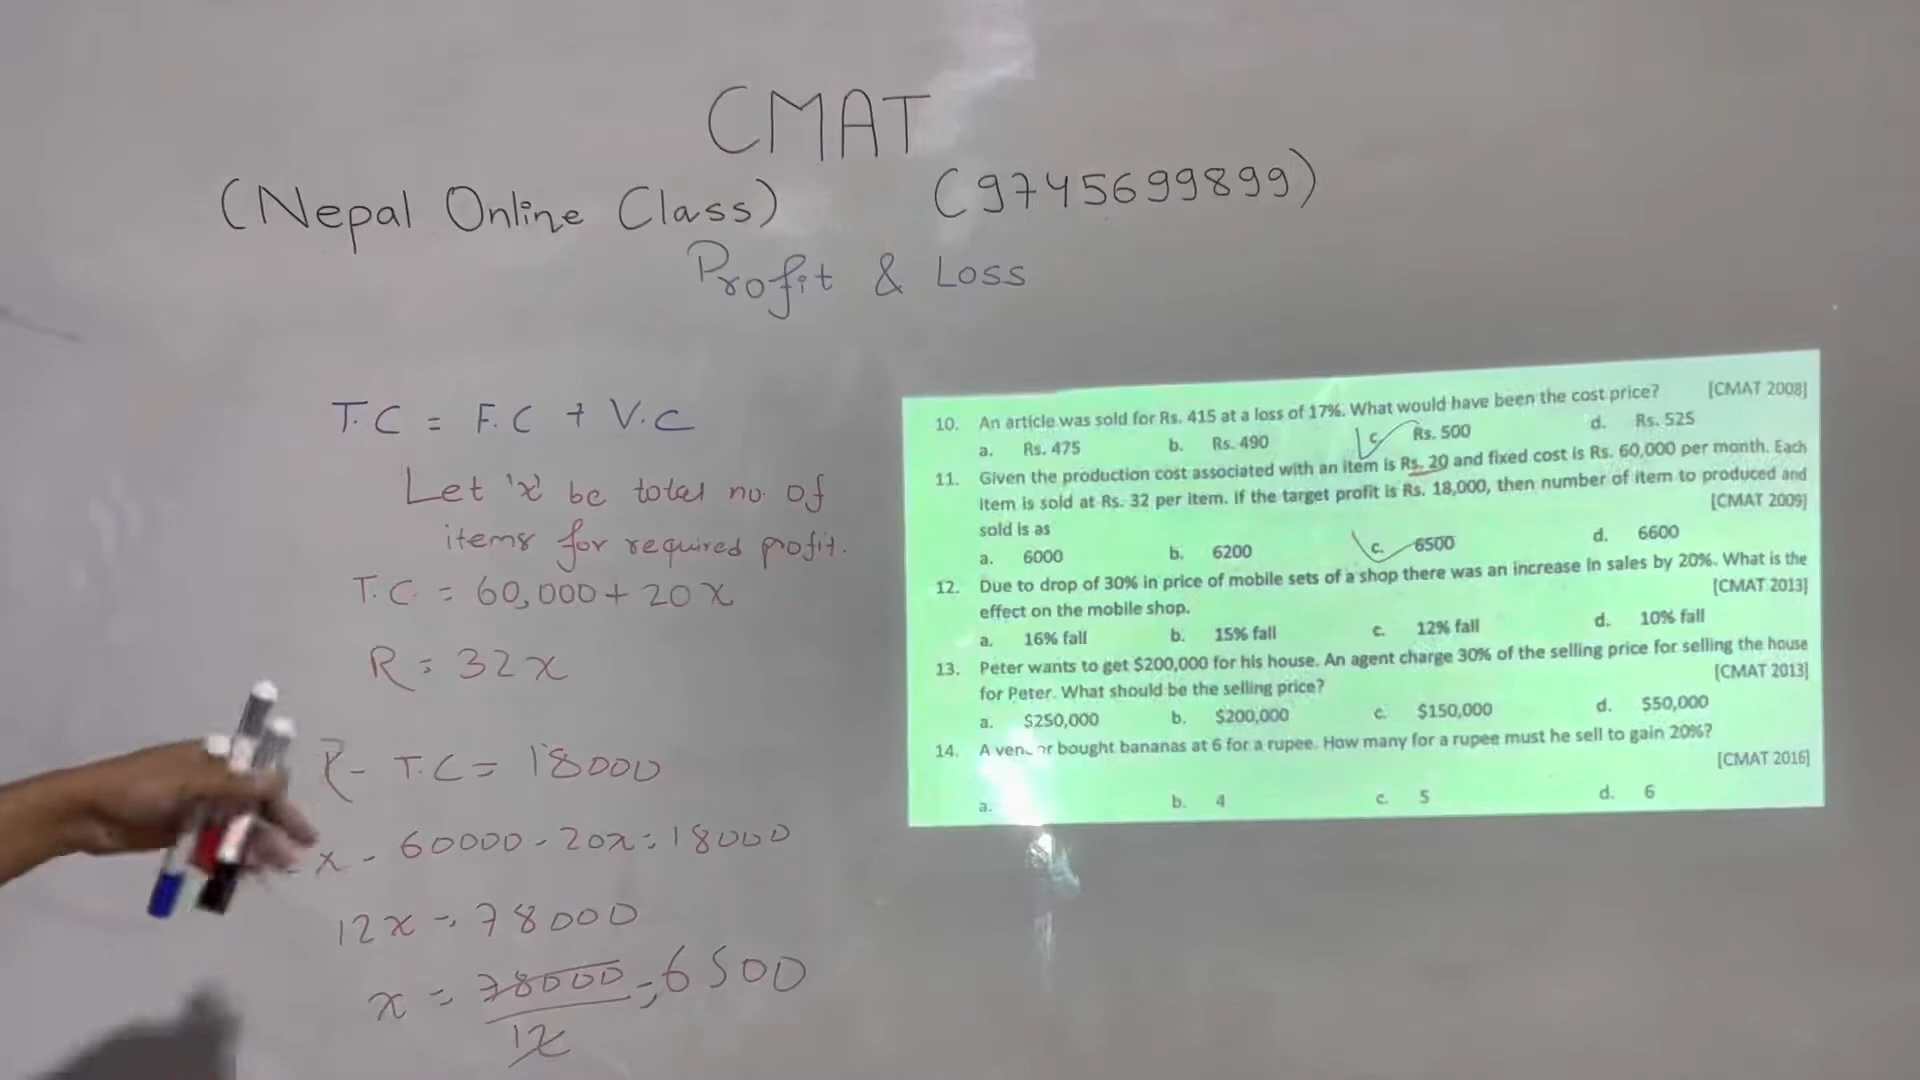 CMAT
(Nepal Online Class) (9745699899)
Profit & Loss
T.C = F.C + V.C
Let 'x' be total no. of
items for required profit.
T.C. = 60,000 + 20x
R = 32x
R - T.C = 18000
x - 60000 - 20x = 18000
12x = 78000
x = 78000 = 6500
12
10. An article was sold for Rs. 415 at a loss of 17%. What would have been the cost price? [CMAT 2008]
a. Rs. 475 b. Rs. 490 c. Rs. 500 d. Rs. 525
11. Given the production cost associated with an item is Rs. 20 and fixed cost is Rs. 60,000 per month. Each
item is sold at Rs. 32 per item. If the target profit is Rs. 18,000, then number of item to produced and
sold is as [CMAT 2009]
a. 6000 b. 6200 c. 6500 d. 6600
12. Due to drop of 30% in price of mobile sets of a shop there was an increase in sales by 20%. What is the
effect on the mobile shop. [CMAT 2013]
a. 16% fall b. 15% fall c. 12% fall d. 10% fall
13. Peter wants to get $200,000 for his house. An agent charge 30% of the selling price for selling the house
for Peter. What should be the selling price? [CMAT 2013]
a. $250,000 b. $200,000 c. $150,000 d. $50,000
14. A bought bananas at 6 for a rupee. How many for a rupee must he sell to gain 20%?
[CMAT 2016]
a. b. 4 c. 5 d. 6